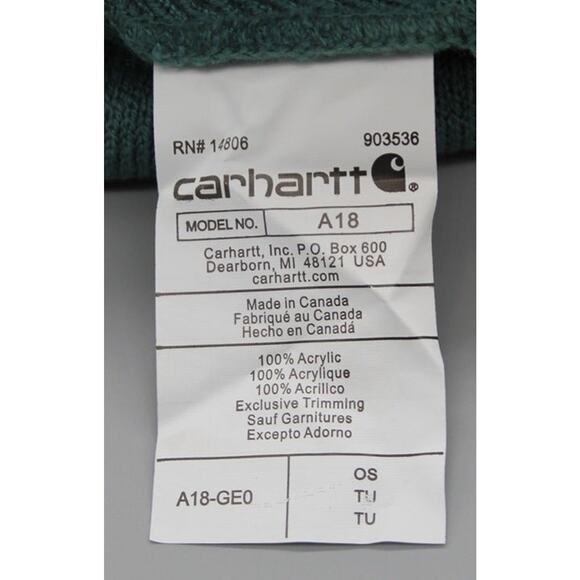 RN# 14806 903536
carhartt ®
MODEL NO. A18
Carhartt, Inc. P.O. Box 600
Dearborn, MI 48121 USA
carhartt.com
Made in Canada
Fabriqué au Canada
Hecho en Canadá
100% Acrylic
100% Acrylique
100% Acrilico
Exclusive Trimming
Sauf Garnitures
Excepto Adorno
A18-GE0
OS
TU
TU